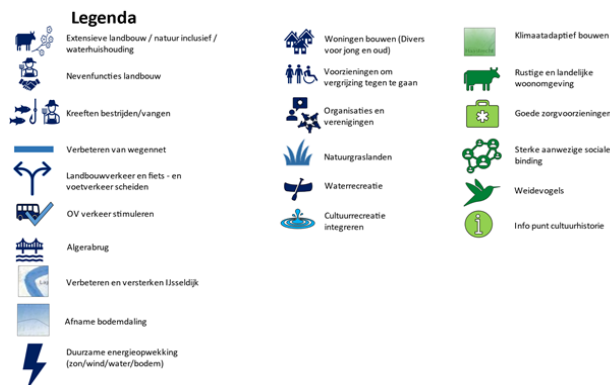 Legenda
Extensieve landbouw / natuur inclusief /
waterhuishouding
Nevenfuncties landbouw
Kreeften bestrijden/vangen
Verbeteren van wegennet
Landbouwverkeer en fiets - en
voetverkeer scheiden
OV verkeer stimuleren
Algerabrug
Verbeteren en versterken IJsseldijk
Afname bodemdaling
Duurzame energieopwekking
(zon/wind/water/bodem)
Woningen bouwen (Divers
voor jong en oud)
Voorzieningen om
vergrijzing tegen te gaan
Organisaties en
verenigingen
Natuurgraslanden
Waterrecreatie
Cultuurrecreatie
integreren
Klimaatadaptief bouwen
Rustige en landelijke
woonomgeving
Goede zorgvoorzieningen
Sterke aanwezige sociale
binding
Weidevogels
Info punt cultuurhistorie